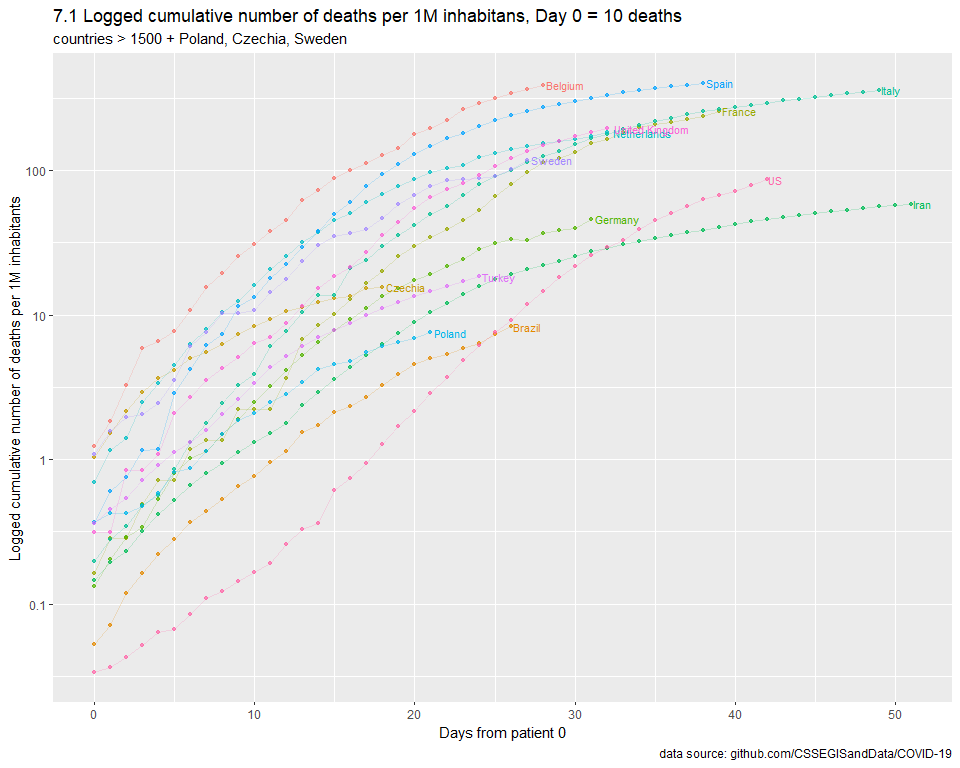 7.1 Logged cumulative number of deaths per 1M inhabitans, Day 0 = 10 deaths
countries > 1500 + Poland, Czechia, Sweden
Logged cumulative number of deaths per 1M inhabitants
100
10
1
0.1
Belgium
Spain
Italy
France
United Kingdom
Netherlands
Sweden
US
Iran
Germany
Turkey
Czechia
Brazil
Poland
0 10 20 30 40 50
Days from patient 0
data source: github.com/CSSEGISandData/COVID-19